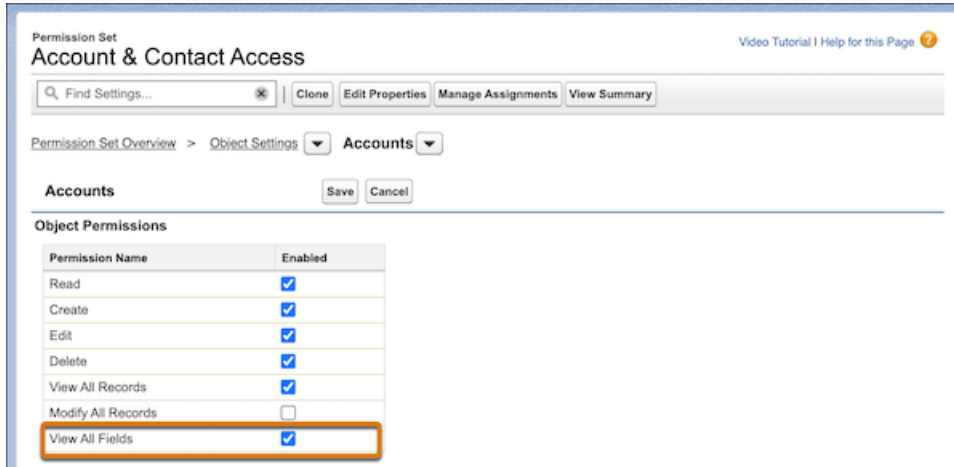 Permission Set
Account & Contact Access
Video Tutorial | Help for this Page ?
Find Settings... | Clone Edit Properties Manage Assignments View Summary
Permission Set Overview > Object Settings Accounts
Accounts Save Cancel
Object Permissions
Permission Name Enabled
Read
Create
Edit
Delete
View All Records
Modify All Records
View All Fields